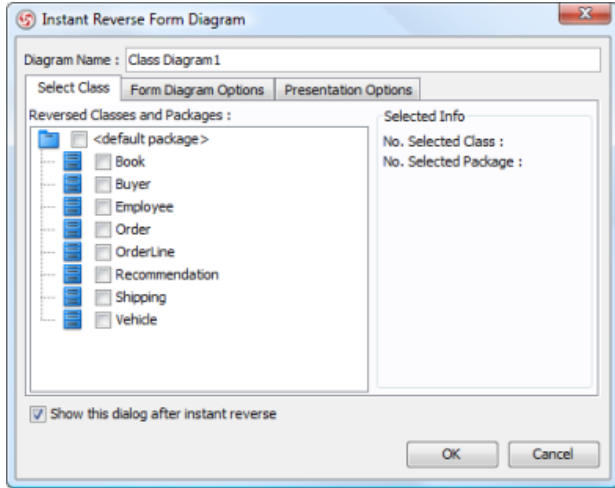 Instant Reverse Form Diagram
Diagram Name : Class Diagram1
Select Class Form Diagram Options Presentation Options
Reversed Classes and Packages :
<default package>
Book
Buyer
Employee
Order
OrderLine
Recommendation
Shipping
Vehicle
Selected Info
No. Selected Class :
No. Selected Package :
Show this dialog after instant reverse
OK Cancel